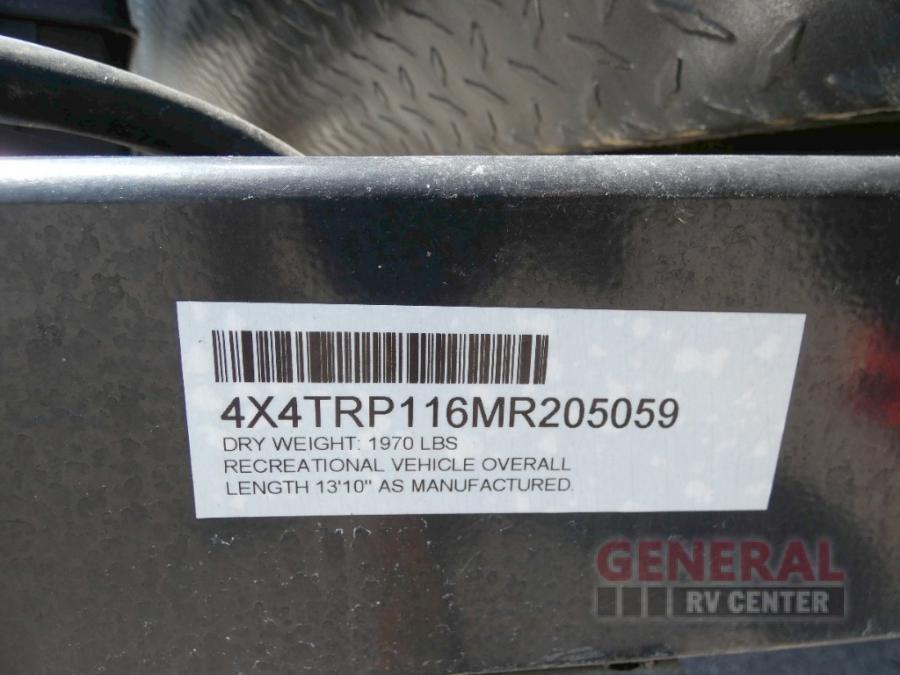 4X4TRP116MR205059
DRY WEIGHT: 1970 LBS
RECREATIONAL VEHICLE OVERALL
LENGTH 13'10" AS MANUFACTURED.
GENERAL
RV CENTER